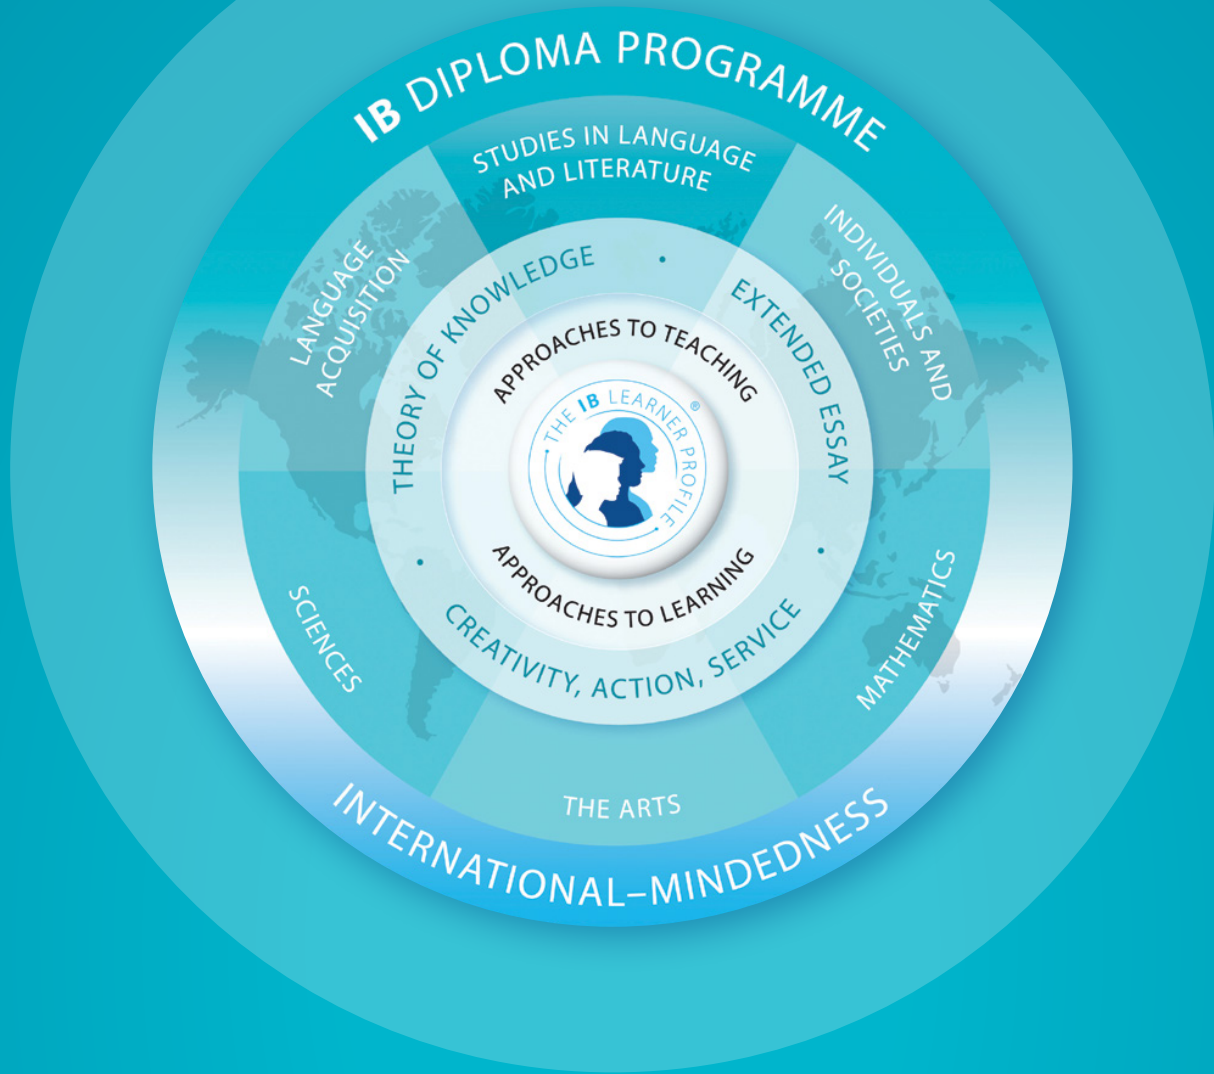 IB DIPLOMA PROGRAMME
STUDIES IN LANGUAGE
AND LITERATURE
LANGUAGE
ACQUISITION
INDIVIDUALS AND
SOCIETIES
THEORY OF KNOWLEDGE
EXTENDED ESSAY
APPROACHES TO TEACHING
THE IB LEARNER PROFILE ®
APPROACHES TO LEARNING
CREATIVITY, ACTION, SERVICE
SCIENCES
MATHEMATICS
THE ARTS
INTERNATIONAL–MINDEDNESS